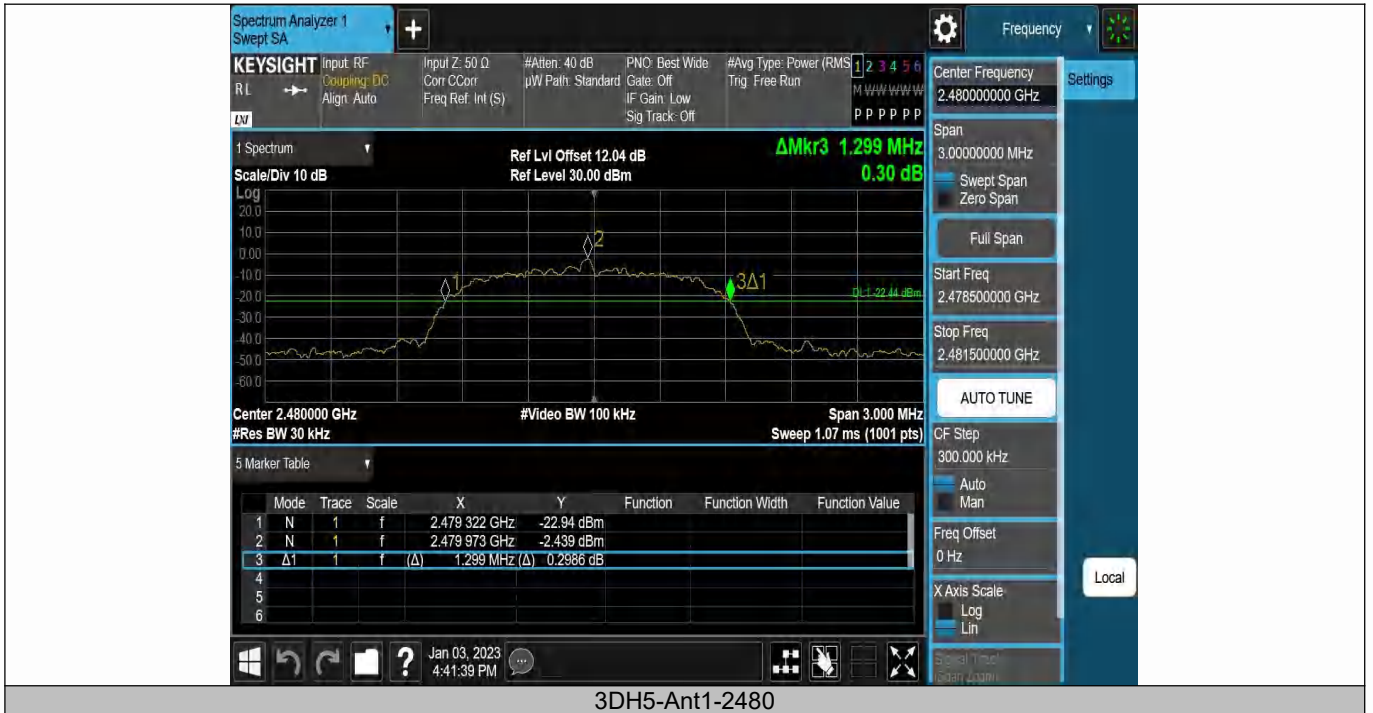 Spectrum Analyzer 1
Swept SA
+
Frequency
KEYSIGHT
RL
LXI
Input: RF
Coupling: DC
Align: Auto
Input Z: 50 Ω
Corr CCorr
Freq Ref: Int (S)
#Atten: 40 dB
µW Path: Standard
PNO: Best Wide
Gate: Off
IF Gain: Low
Sig Track: Off
#Avg Type: Power (RMS
Trig: Free Run
1 2 3 4 5 6
M W W W W W
P P P P P P
1 Spectrum
Scale/Div 10 dB
Ref Lvl Offset 12.04 dB
Ref Level 30.00 dBm
ΔMkr3 1.299 MHz
0.30 dB
Log
20.0
10.0
0.00
-10.0
-20.0
-30.0
-40.0
-50.0
-60.0
1
2
3Δ1
DL1 -22.44 dBm
Center 2.480000 GHz
#Video BW 100 kHz
Span 3.000 MHz
#Res BW 30 kHz
Sweep 1.07 ms (1001 pts)
5 Marker Table
Mode Trace Scale X Y Function Function Width Function Value
1 N 1 f 2.479 322 GHz -22.94 dBm
2 N 1 f 2.479 973 GHz -2.439 dBm
3 Δ1 1 f (Δ) 1.299 MHz (Δ) 0.2986 dB
4
5
6
?
Jan 03, 2023
4:41:39 PM
Center Frequency
2.480000000 GHz
Settings
Span
3.00000000 MHz
Swept Span
Zero Span
Full Span
Start Freq
2.478500000 GHz
Stop Freq
2.481500000 GHz
AUTO TUNE
CF Step
300.000 kHz
Auto
Man
Freq Offset
0 Hz
X Axis Scale
Log
Lin
Local
Signal Track
(Span Zoom)
3DH5-Ant1-2480